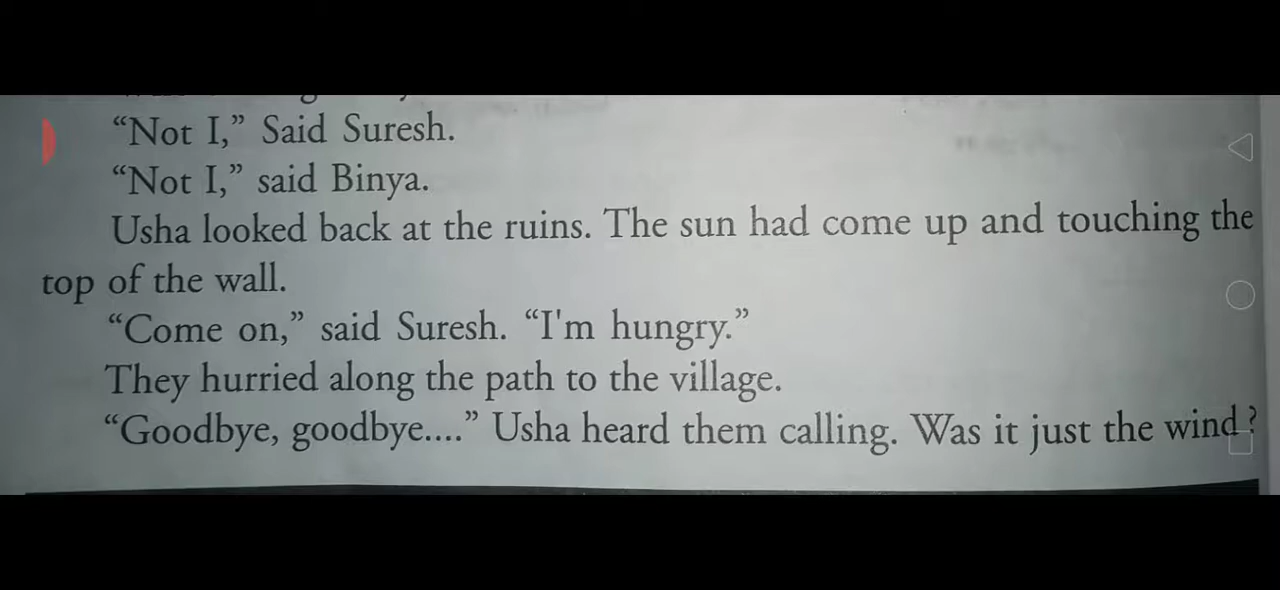 “Not I,” Said Suresh.
“Not I,” said Binya.
Usha looked back at the ruins. The sun had come up and touching the
top of the wall.
“Come on,” said Suresh. “I'm hungry.”
They hurried along the path to the village.
“Goodbye, goodbye....” Usha heard them calling. Was it just the wind?